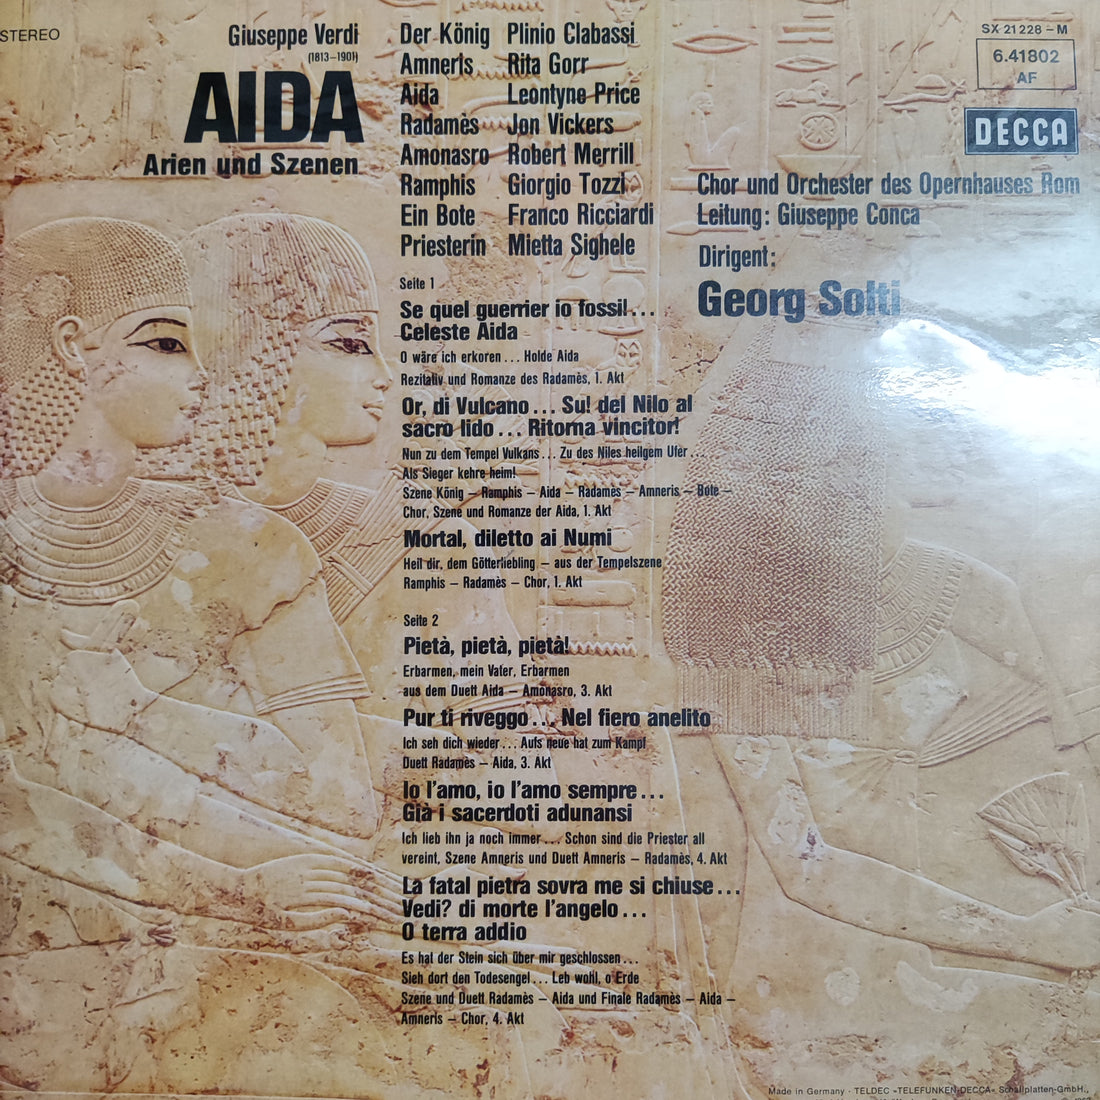 STEREO
Giuseppe Verdi
(1813–1901)
AIDA
Arien und Szenen
Der König Plinio Clabassi
Amneris Rita Gorr
Aida Leontyne Price
Radamès Jon Vickers
Amonasro Robert Merrill
Ramphis Giorgio Tozzi
Ein Bote Franco Ricciardi
Priesterin Mietta Sighele
SX 21 228 – M
6.41802
AF
DECCA
Chor und Orchester des Opernhauses Rom
Leitung: Giuseppe Conca
Dirigent:
Georg Solti
Seite 1
Se quel guerrier io fossi!...
Celeste Aida
O wäre ich erkoren ... Holde Aida
Rezitativ und Romanze des Radamès, 1. Akt
Or, di Vulcano ... Su! del Nilo al
sacro lido ... Ritorna vincitor!
Nun zu dem Tempel Vulkans ... Zu des Niles heilgem Ufer ...
Als Sieger kehre heim!
Szene König – Ramphis – Aida – Radamès – Amneris – Bote –
Chor, Szene und Romanze der Aida, 1. Akt
Mortal, diletto ai Numi
Heil dir, dem Götterliebling – aus der Tempelszene
Ramphis – Radamès – Chor, 1. Akt
Seite 2
Pietà, pietà, pietà!
Erbarmen, mein Vater, Erbarmen
aus dem Duett Aida – Amonasro, 3. Akt
Pur ti riveggo ... Nel fiero anelito
Ich seh dich wieder ... Aufs neue hat zum Kampf
Duett Radamès – Aida, 3. Akt
Io l'amo, io l'amo sempre ...
Già i sacerdoti adunansi
Ich lieb ihn ja noch immer ... Schon sind die Priester all
vereint, Szene Amneris und Duett Amneris – Radamès, 4. Akt
La fatal pietra sovra me si chiuse ...
Vedi? di morte l'angelo ...
O terra addio
Es hat der Stein sich über mir geschlossen ...
Sieh dort den Todesengel ... Leb wohl, o Erde
Szene und Duett Radamès – Aida und Finale Radamès – Aida –
Amneris – Chor, 4. Akt
Made in Germany · TELDEC »TELEFUNKEN-DECCA« Schallplatten-GmbH.,